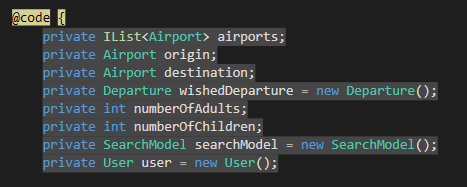 @code {
private IList<Airport> airports;
private Airport origin;
private Airport destination;
private Departure wishedDeparture = new Departure();
private int numberOfAdults;
private int numberOfChildren;
private SearchModel searchModel = new SearchModel();
private User user = new User();